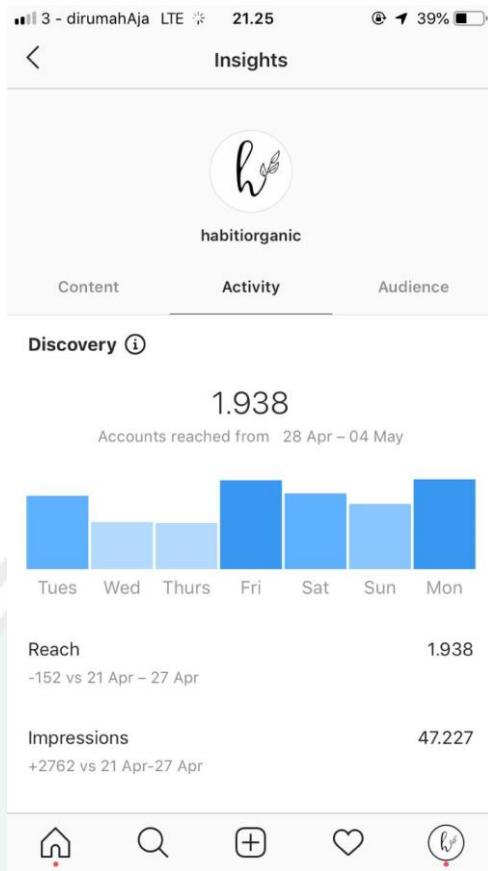 3 - dirumahAja LTE 21.25 39%
Insights
h
habitiorganic
Content Activity Audience
Discovery
1.938
Accounts reached from 28 Apr – 04 May
Tues Wed Thurs Fri Sat Sun Mon
Reach 1.938
-152 vs 21 Apr – 27 Apr
Impressions 47.227
+2762 vs 21 Apr-27 Apr
h